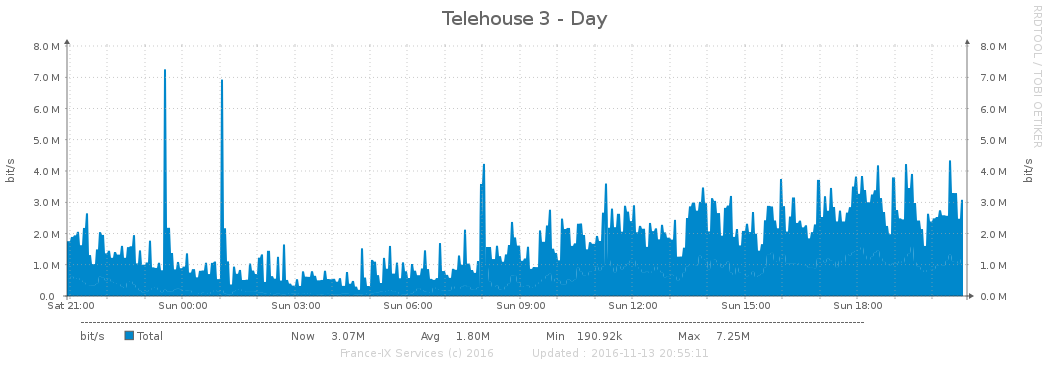 Telehouse 3 - Day
RRDTOOL / TOBI OETIKER
8.0 M 8.0 M
7.0 M 7.0 M
6.0 M 6.0 M
5.0 M 5.0 M
4.0 M 4.0 M
3.0 M 3.0 M
2.0 M 2.0 M
1.0 M 1.0 M
0.0 0.0 M
bit/s bit/s
Sat 21:00 Sun 00:00 Sun 03:00 Sun 06:00 Sun 09:00 Sun 12:00 Sun 15:00 Sun 18:00
bit/s Total Now 3.07M Avg 1.80M Min 190.92k Max 7.25M
France-IX Services (c) 2016 Updated : 2016-11-13 20:55:11